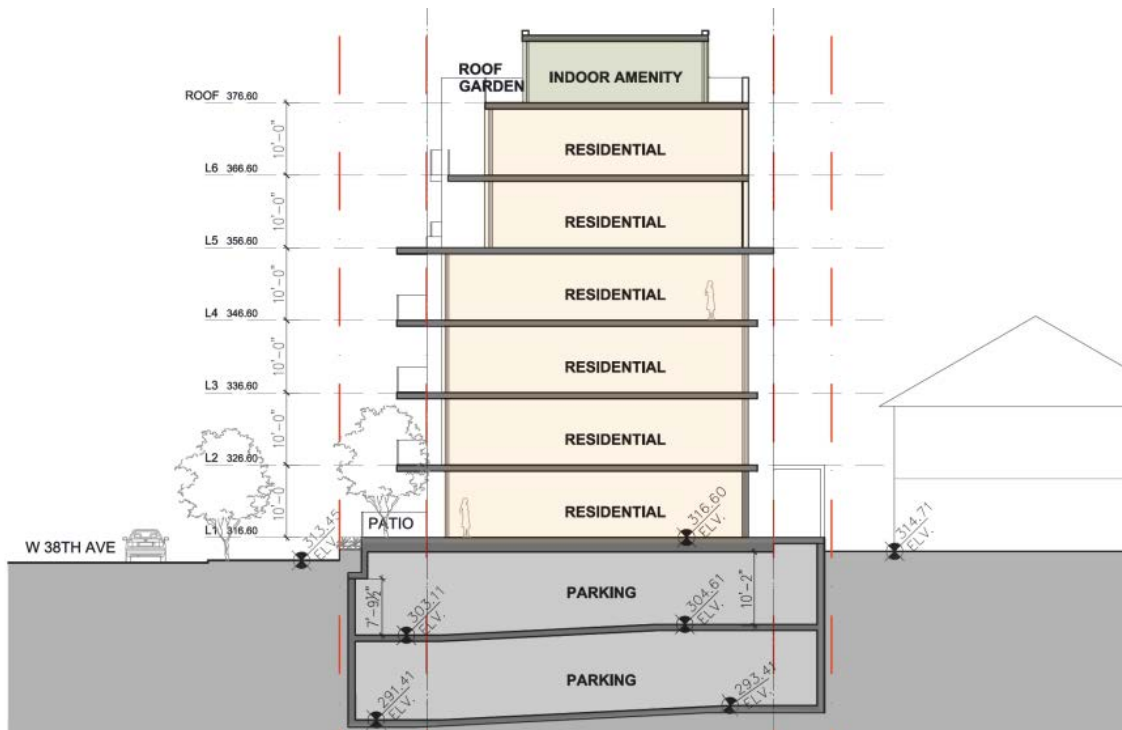 ROOF
GARDEN
INDOOR AMENITY
ROOF 376.60
10'-0"
RESIDENTIAL
L6 366.60
10'-0"
RESIDENTIAL
L5 356.60
10'-0"
RESIDENTIAL
L4 346.60
10'-0"
RESIDENTIAL
L3 336.60
10'-0"
RESIDENTIAL
L2 326.60
10'-0"
RESIDENTIAL
L1 316.60
PATIO
316.60
ELV.
W 38TH AVE
313.45
ELV.
314.71
ELV.
7'-9½"
PARKING
10'-2"
303.11
ELV.
304.61
ELV.
PARKING
291.41
ELV.
293.41
ELV.